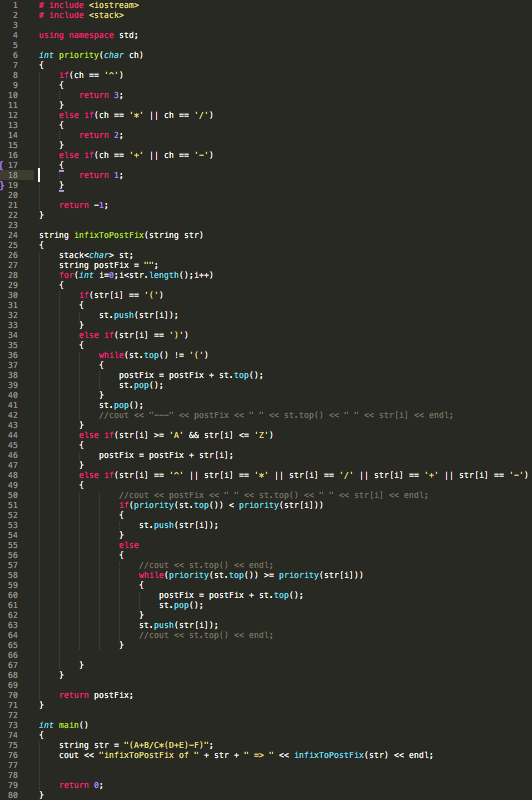 1 # include <iostream>
2 # include <stack>
3
4 using namespace std;
5
6 int priority(char ch)
7 {
8     if(ch == '^')
9     {
10         return 3;
11     }
12     else if(ch == '*' || ch == '/')
13     {
14         return 2;
15     }
16     else if(ch == '+' || ch == '-')
{ 17     {
18         return 1;
} 19     }
20
21     return -1;
22 }
23
24 string infixToPostFix(string str)
25 {
26     stack<char> st;
27     string postFix = "";
28     for(int i=0;i<str.length();i++)
29     {
30         if(str[i] == '(')
31         {
32             st.push(str[i]);
33         }
34         else if(str[i] == ')')
35         {
36             while(st.top() != '(')
37             {
38                 postFix = postFix + st.top();
39                 st.pop();
40             }
41             st.pop();
42             //cout << "---" << postFix << " " << st.top() << " " << str[i] << endl;
43         }
44         else if(str[i] >= 'A' && str[i] <= 'Z')
45         {
46             postFix = postFix + str[i];
47         }
48         else if(str[i] == '^' || str[i] == '*' || str[i] == '/' || str[i] == '+' || str[i] == '-')
49         {
50                 //cout << postFix << " " << st.top() << " " << str[i] << endl;
51                 if(priority(st.top()) < priority(str[i]))
52                 {
53                     st.push(str[i]);
54                 }
55                 else
56                 {
57                     //cout << st.top() << endl;
58                     while(priority(st.top()) >= priority(str[i]))
59                     {
60                         postFix = postFix + st.top();
61                         st.pop();
62                     }
63                     st.push(str[i]);
64                     //cout << st.top() << endl;
65                 }
66
67         }
68     }
69
70     return postFix;
71 }
72
73 int main()
74 {
75     string str = "(A+B/C*(D+E)-F)";
76     cout << "infixToPostFix of " + str + " => " << infixToPostFix(str) << endl;
77
78
79     return 0;
80 }